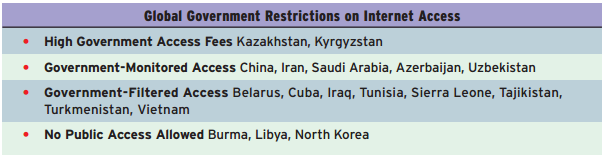 Global Government Restrictions on Internet Access
• High Government Access Fees Kazakhstan, Kyrgyzstan
• Government-Monitored Access China, Iran, Saudi Arabia, Azerbaijan, Uzbekistan
• Government-Filtered Access Belarus, Cuba, Iraq, Tunisia, Sierra Leone, Tajikistan,
Turkmenistan, Vietnam
• No Public Access Allowed Burma, Libya, North Korea